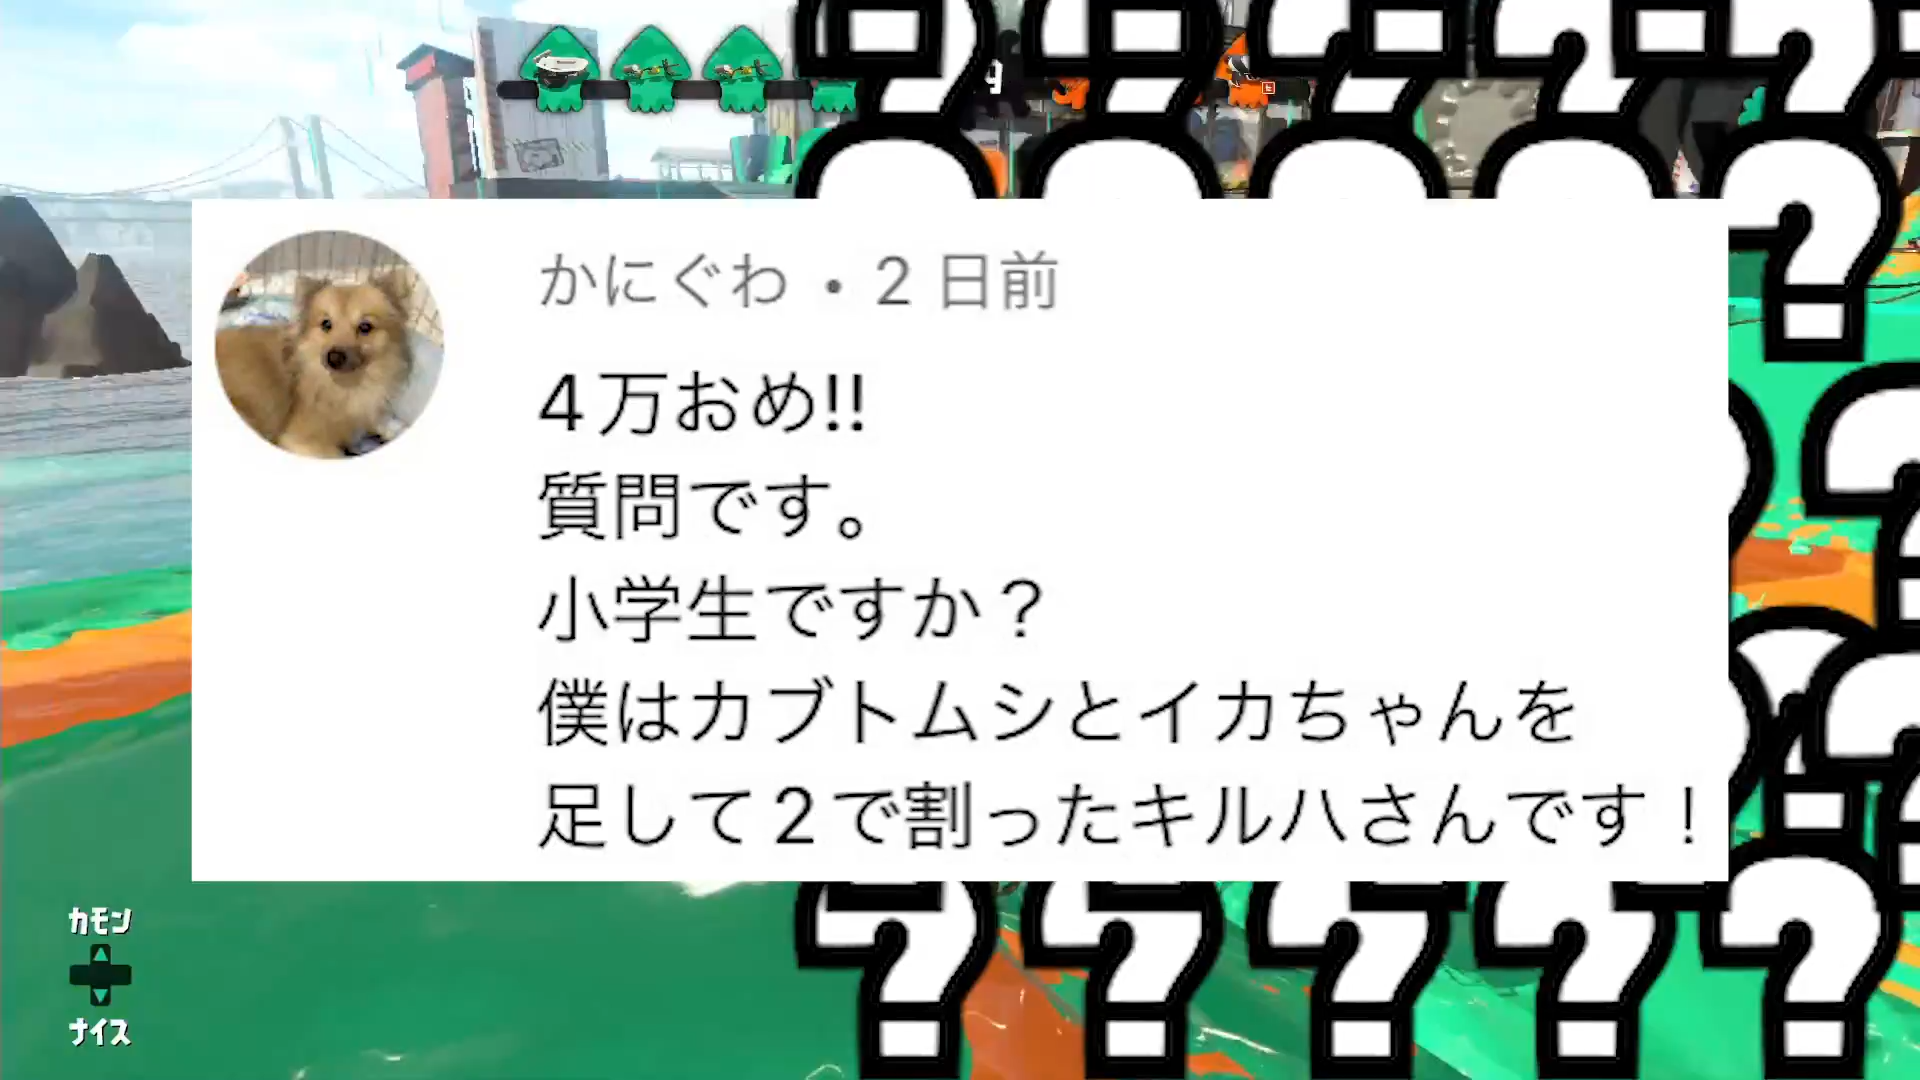 かにぐわ・2 日前
4万おめ!!
質問です。
小学生ですか？
僕はカブトムシとイカちゃんを
足して2で割ったキルハさんです！
カモン
ナイス
? ? ? ? ?